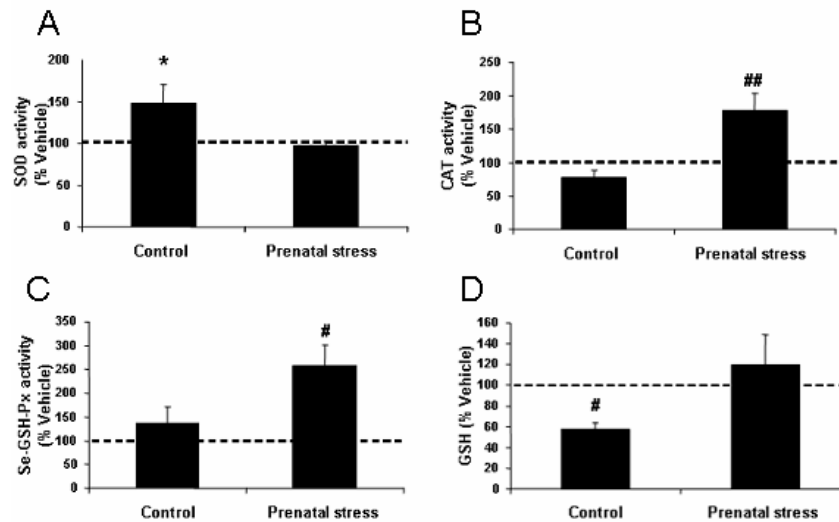 A
SOD activity
(% Vehicle)
200
150
100
50
0
*
Control
Prenatal stress
B
CAT activity
(% Vehicle)
250
200
150
100
50
0
##
Control
Prenatal stress
C
Se-GSH-Px activity
(% Vehicle)
350
300
250
200
150
100
50
0
#
Control
Prenatal stress
D
GSH (% Vehicle)
160
140
120
100
80
60
40
20
0
#
Control
Prenatal stress